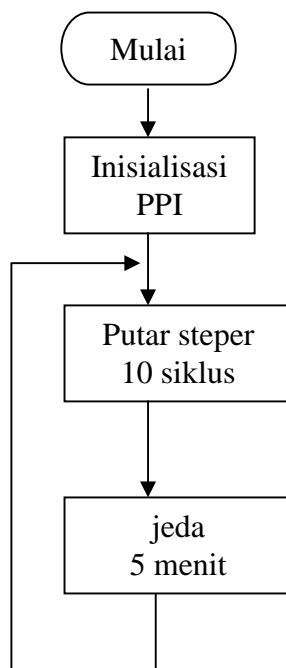 Mulai
Inisialisasi
PPI
Putar steper
10 siklus
jeda
5 menit